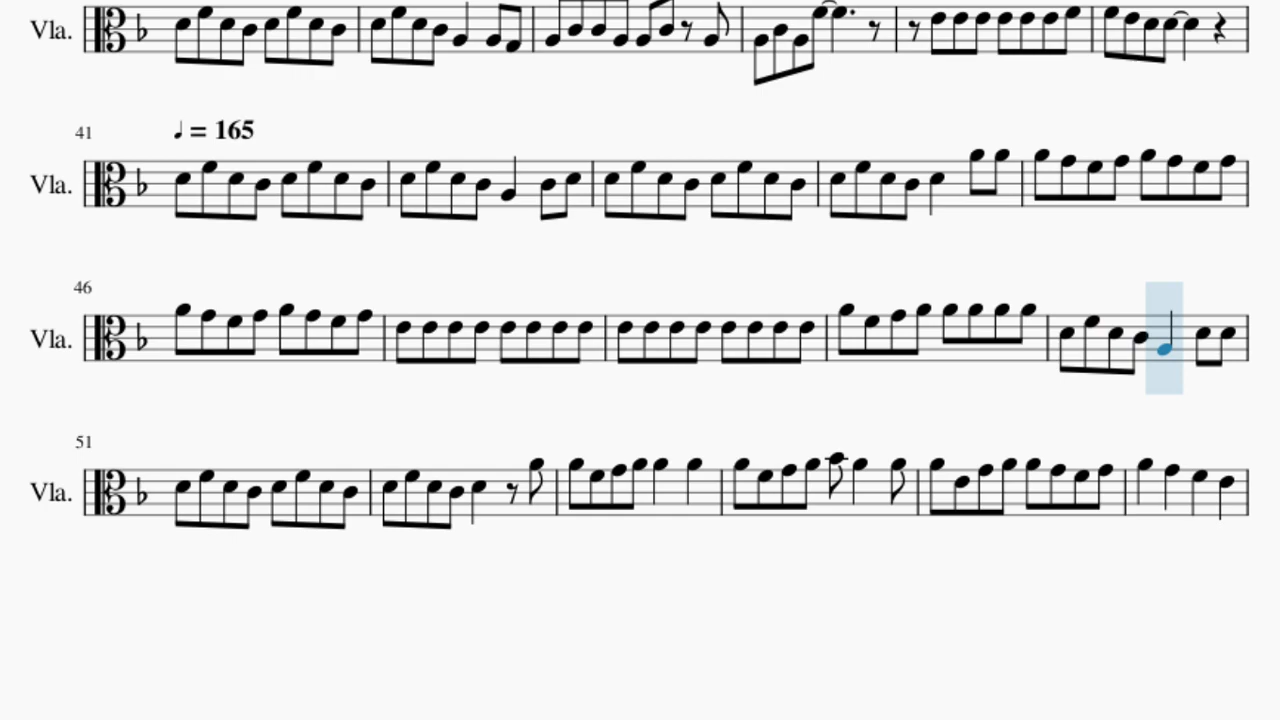 Vla.
41
♩ = 165
Vla.
46
Vla.
51
Vla.